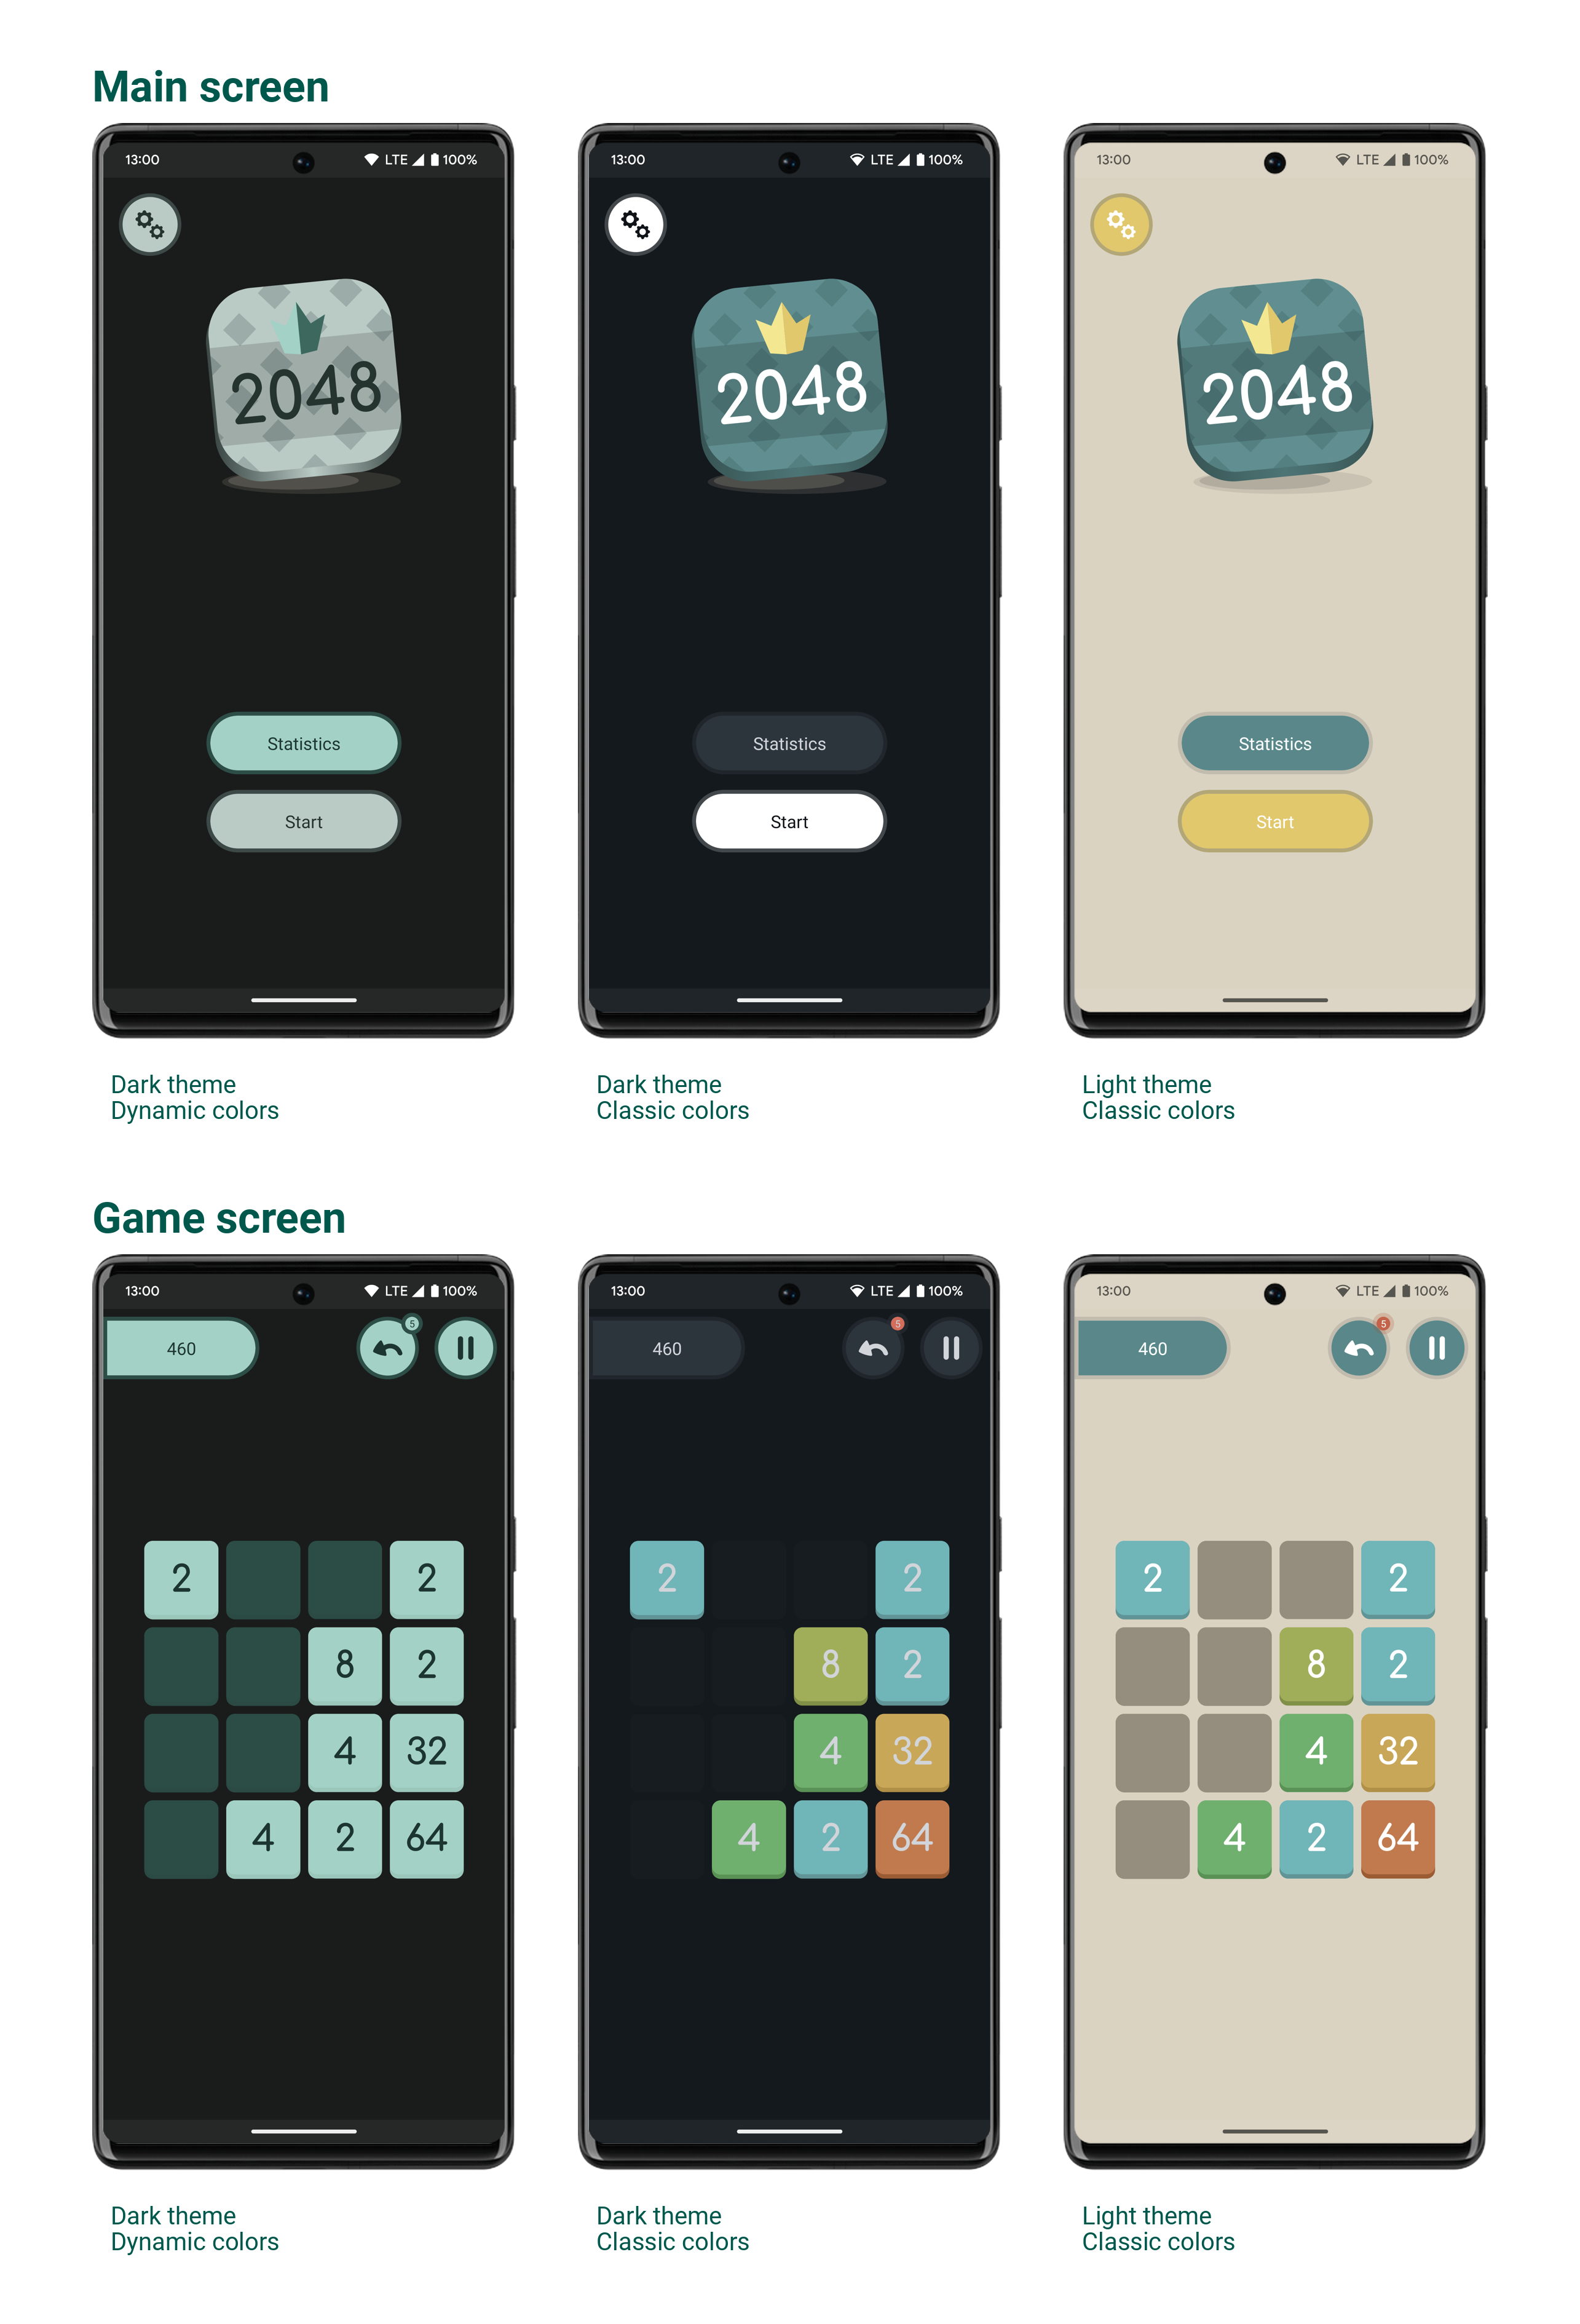 Main screen
13:00 LTE 100%
2048
Statistics
Start
13:00 LTE 100%
2048
Statistics
Start
13:00 LTE 100%
2048
Statistics
Start
Dark theme
Dynamic colors
Dark theme
Classic colors
Light theme
Classic colors
Game screen
13:00 LTE 100%
460 5
2 2
8 2
4 32
4 2 64
13:00 LTE 100%
460 5
2 2
8 2
4 32
4 2 64
13:00 LTE 100%
460 5
2 2
8 2
4 32
4 2 64
Dark theme
Dynamic colors
Dark theme
Classic colors
Light theme
Classic colors